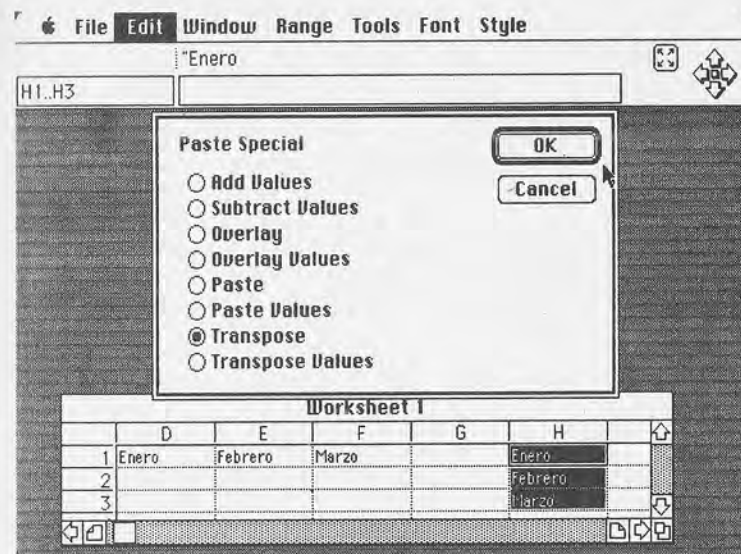 File Edit Window Range Tools Font Style
"Enero
H1..H3
Paste Special
OK
Cancel
Add Values
Subtract Values
Overlay
Overlay Values
Paste
Paste Values
Transpose
Transpose Values
Worksheet 1
D E F G H
1 Enero Febrero Marzo Enero
2 Febrero
3 Marzo